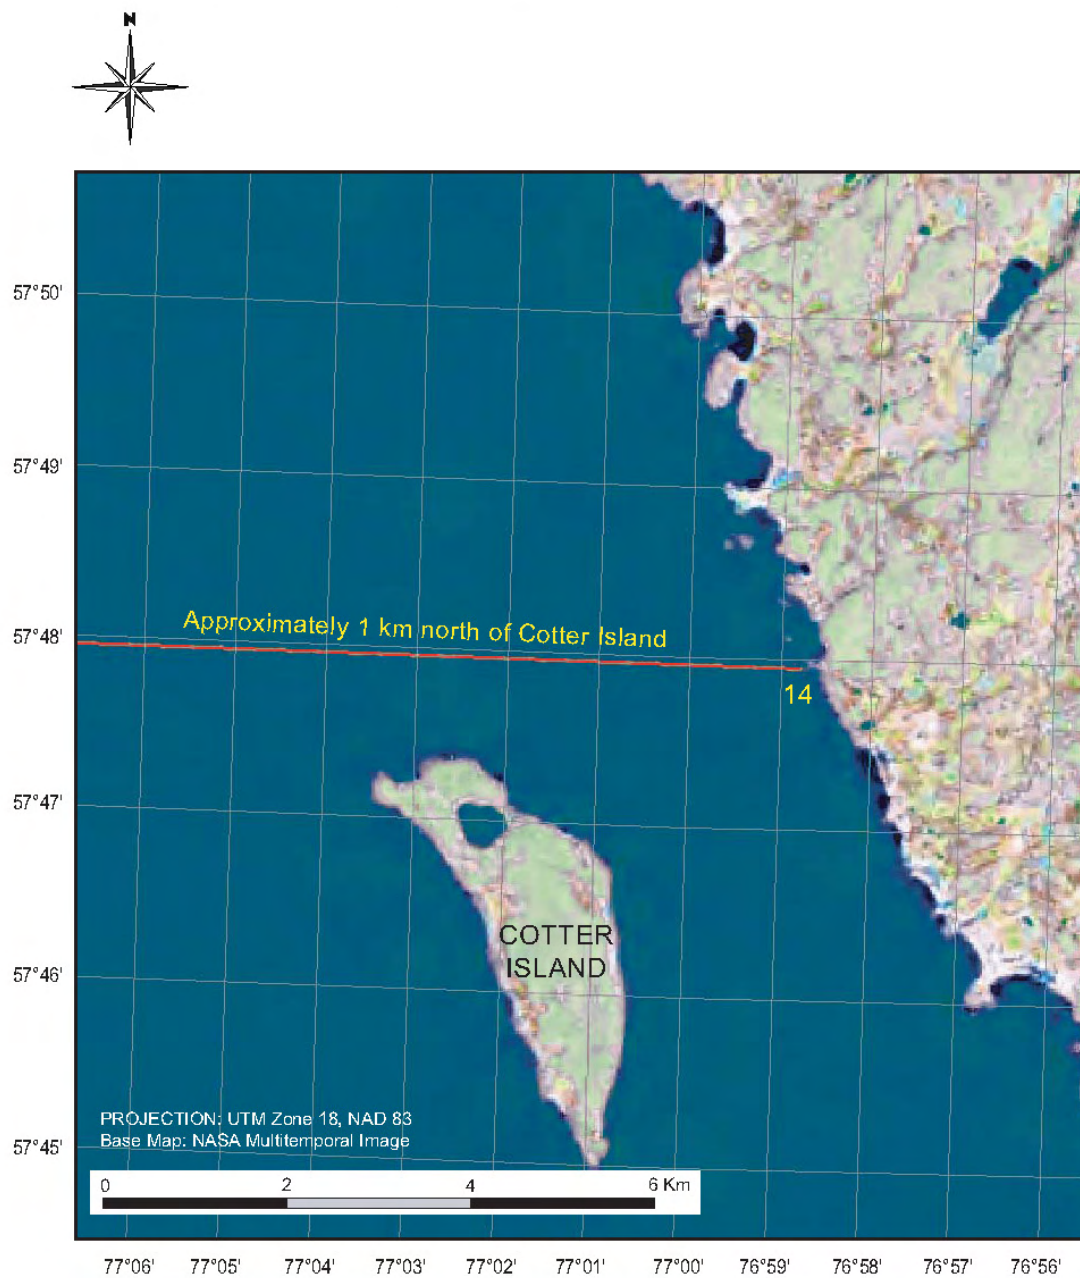 N
57°50'
57°49'
Approximately 1 km north of Cotter Island
57°48'
14
57°47'
COTTER
ISLAND
57°46'
PROJECTION: UTM Zone 18, NAD 83
Base Map: NASA Multitemporal Image
57°45'
0 2 4 6 Km
77°06' 77°05' 77°04' 77°03' 77°02' 77°01' 77°00' 76°59' 76°58' 76°57' 76°56'